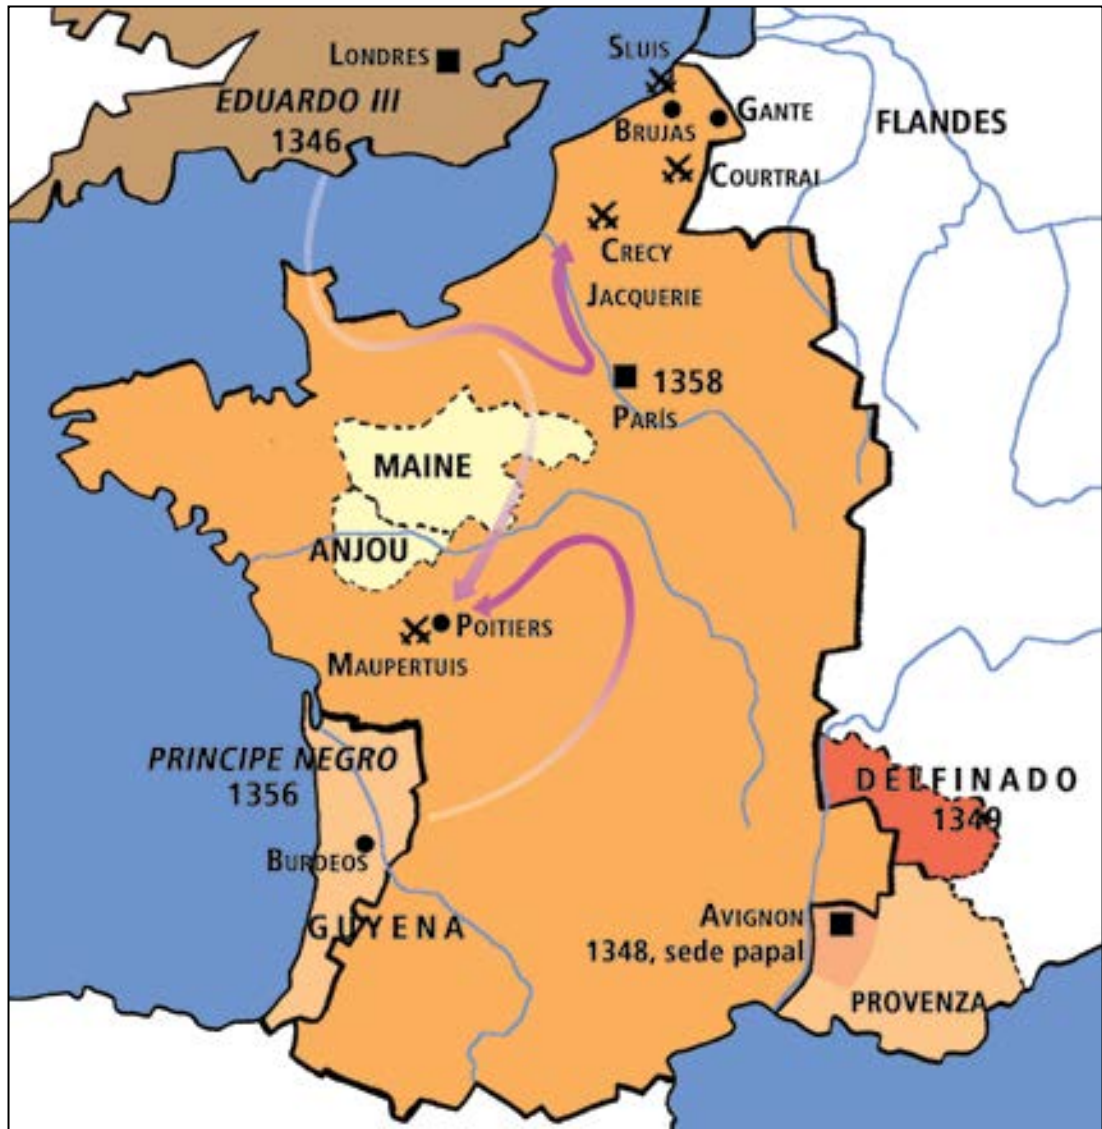 LONDRES
EDUARDO III
1346
SLUIS
BRUJAS
GANTE
FLANDES
COURTRAI
CRECY
JACQUERIE
1358
PARÍS
MAINE
ANJOU
POITIERS
MAUPERTUIS
PRINCIPE NEGRO
1356
BURDEOS
GUYENA
DELFINADO
1349
AVIGNON
1348, sede papal
PROVENZA